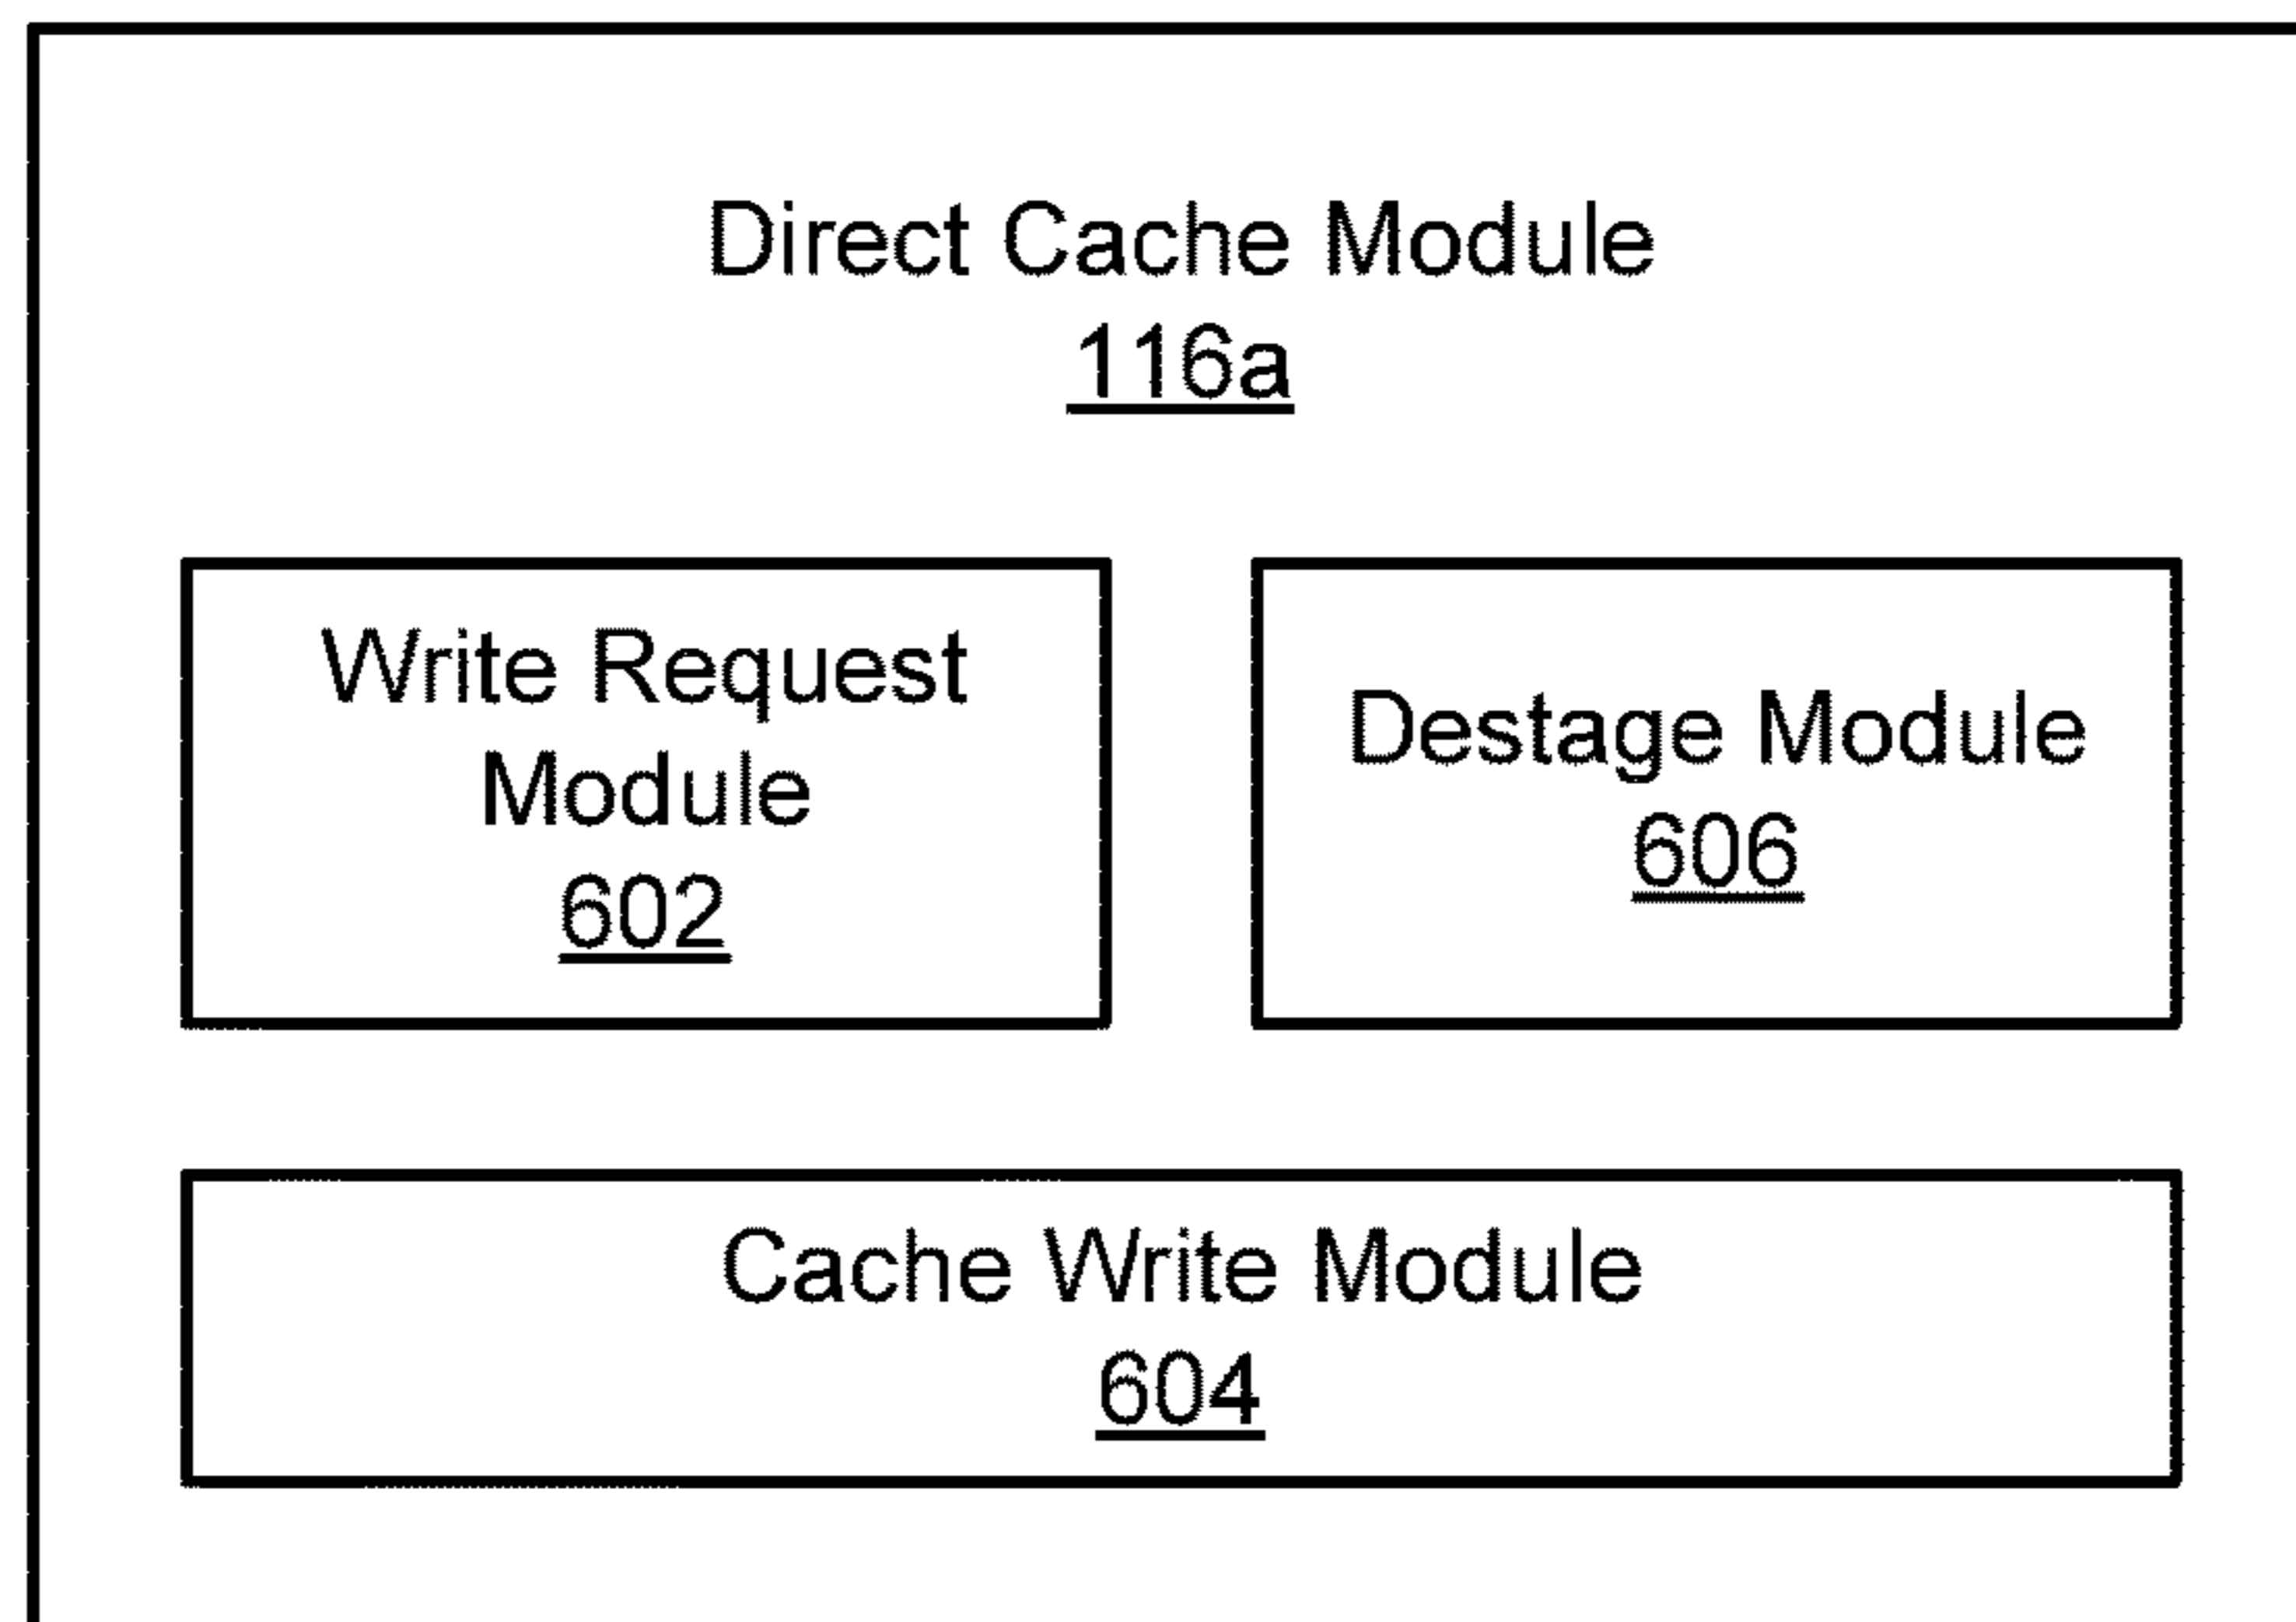 Direct Cache Module
116a
Write Request
Module
602
Destage Module
606
Cache Write Module
604